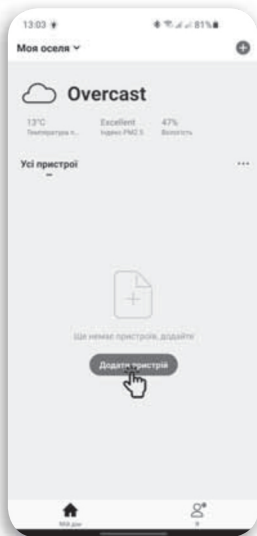 13:03 81%
Моя оселя
Overcast
13°C Excellent 47%
Температура п... Індекс PM2.5 Вологість
Усі пристрої
Ще немає пристроїв, додайте
Додати пристрій
Мій дім Я